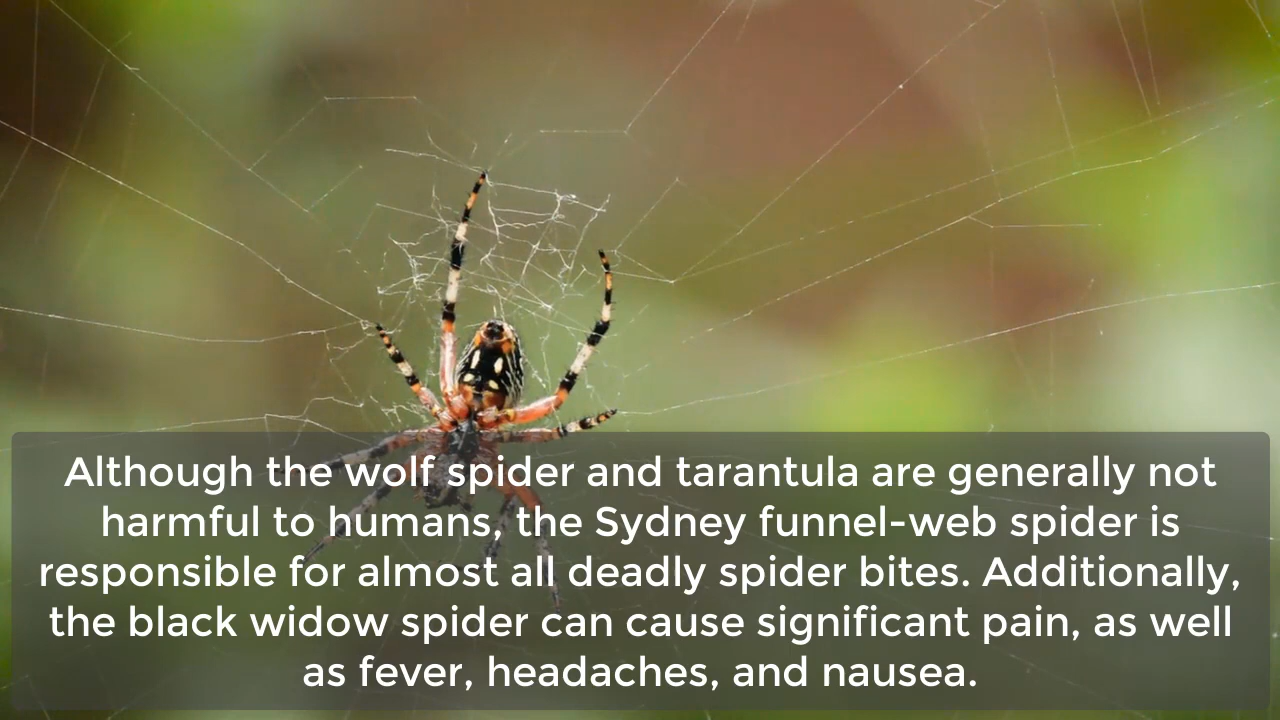 Although the wolf spider and tarantula are generally not
harmful to humans, the Sydney funnel-web spider is
responsible for almost all deadly spider bites. Additionally,
the black widow spider can cause significant pain, as well
as fever, headaches, and nausea.